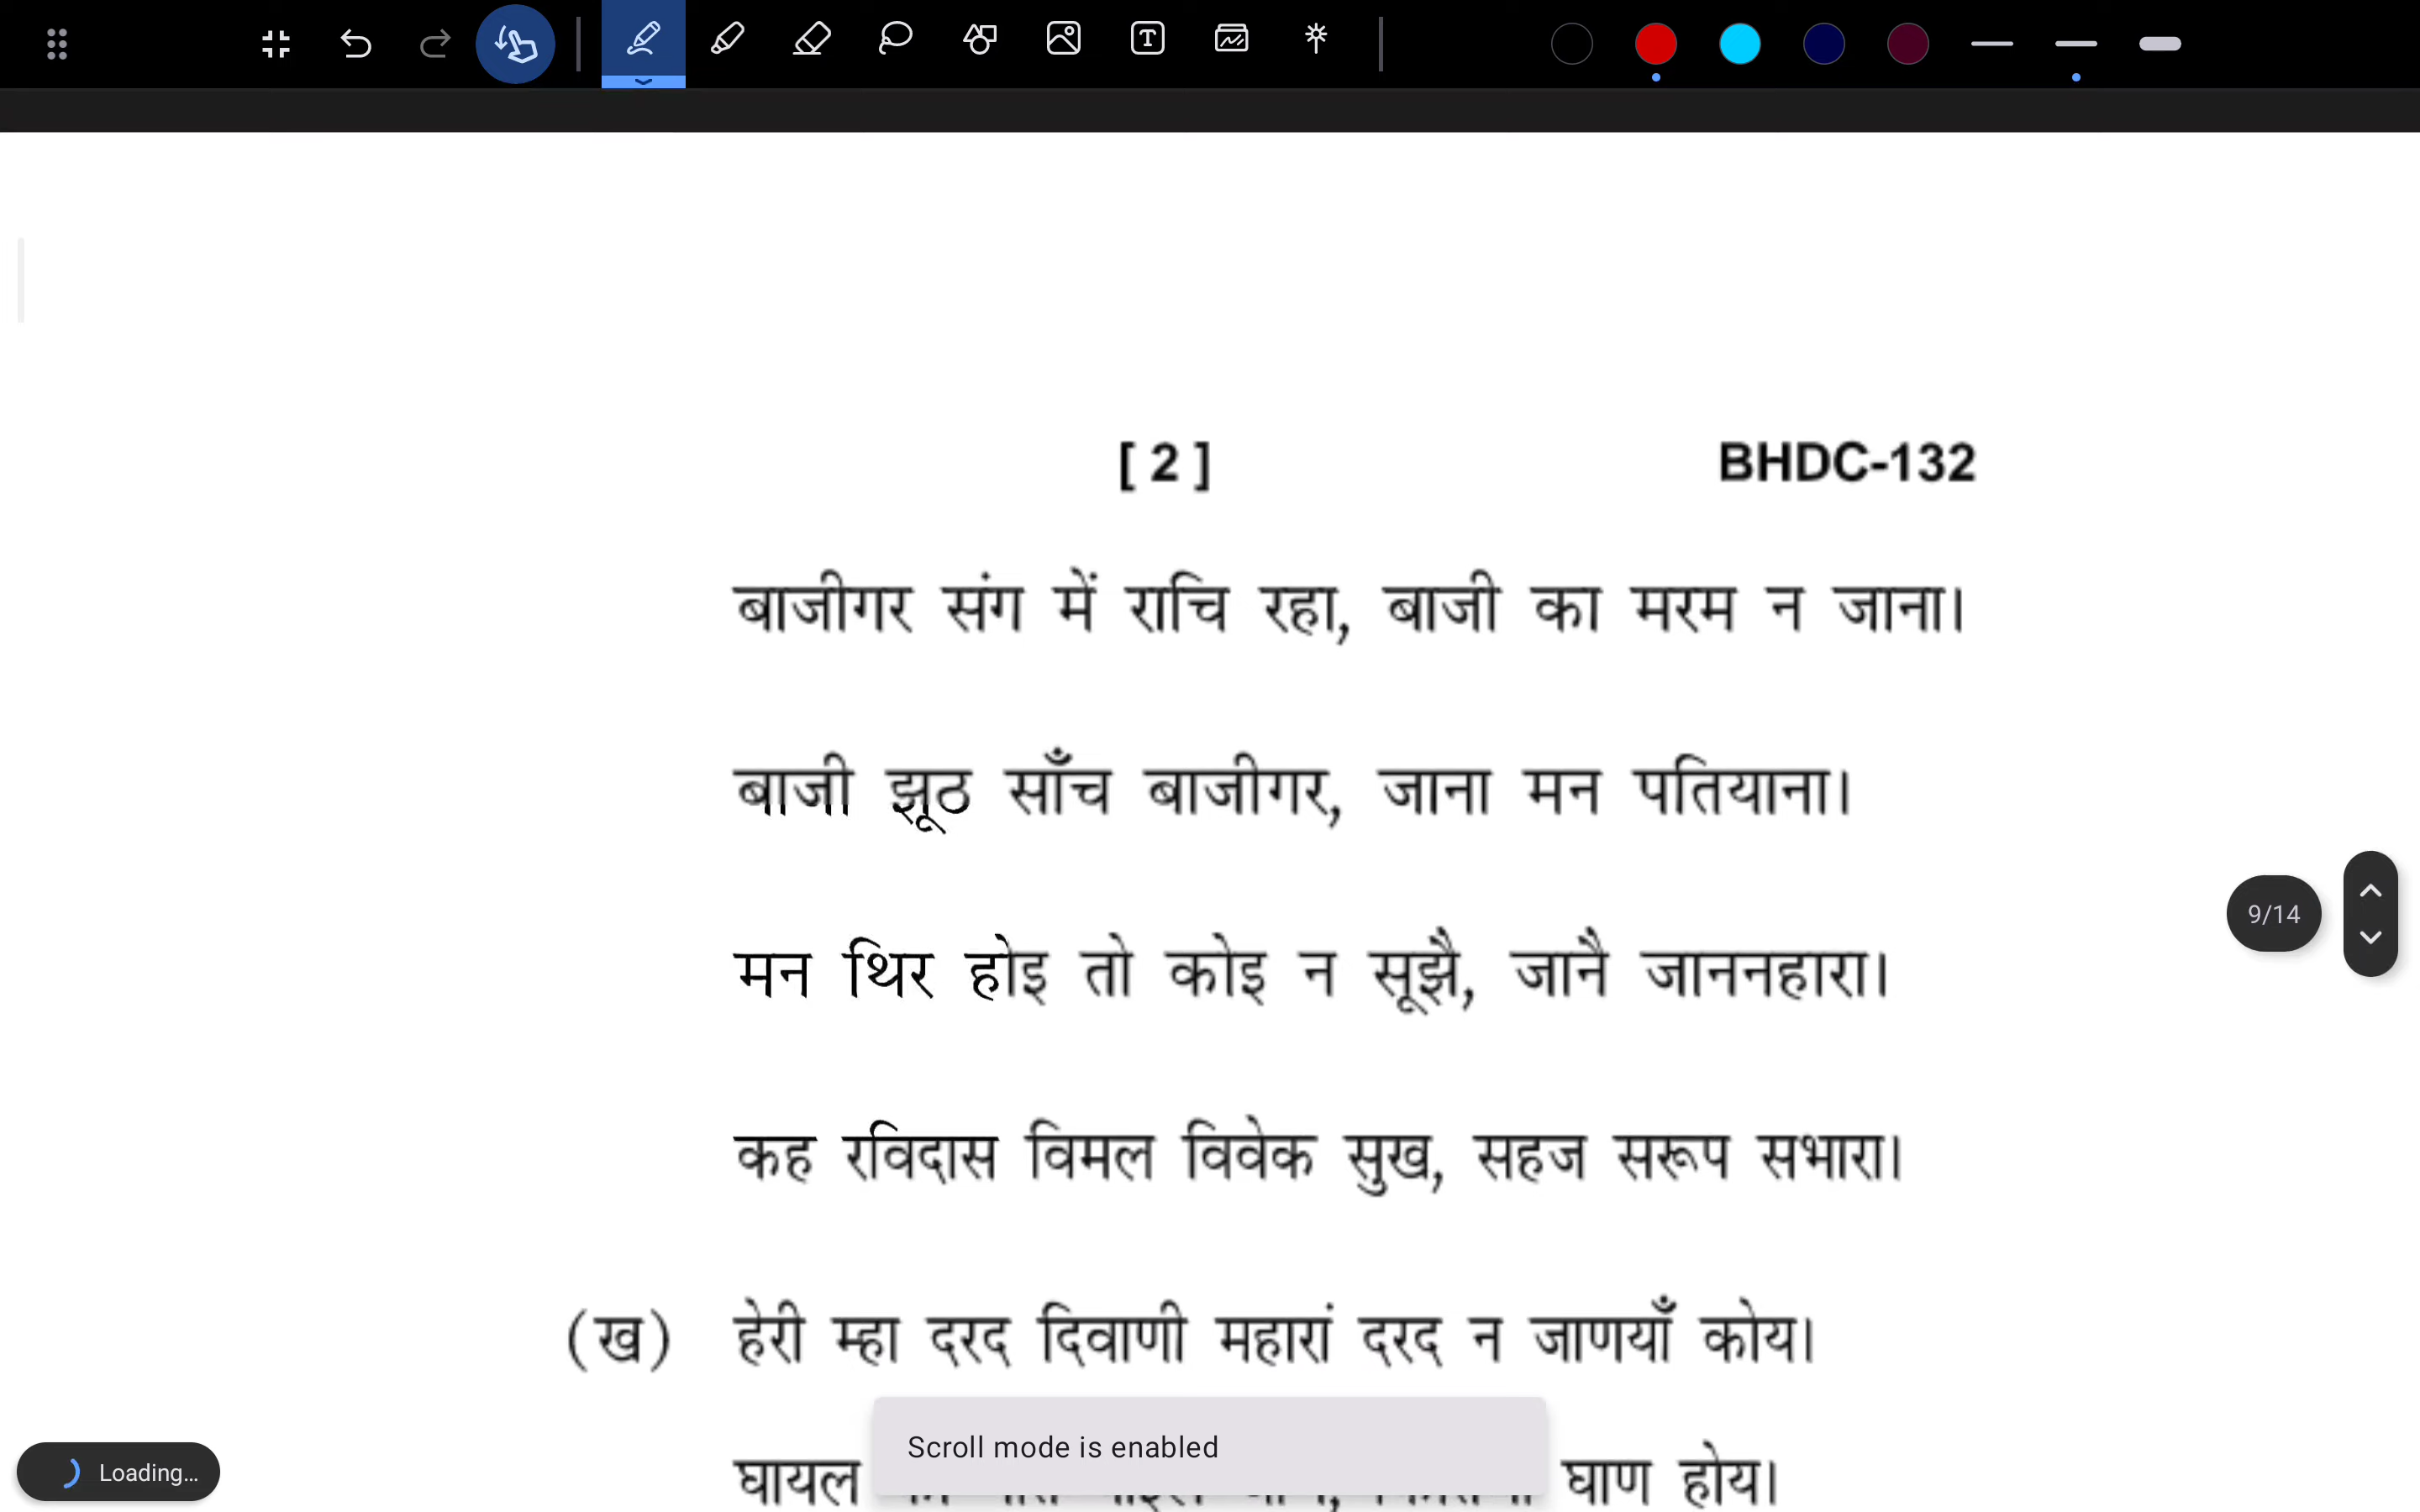 [ 2 ] BHDC-132
बाजीगर संग में राचि रहा, बाजी का मरम न जाना।
बाजी झूठ साँच बाजीगर, जाना मन पतियाना।
मन थिर होइ तो कोइ न सूझै, जानै जाननहारा।
9/14
कह रविदास विमल विवेक सुख, सहज सरूप सभारा।
(ख) हेरी म्हा दरद दिवाणी महारां दरद न जाणयाँ कोय।
Scroll mode is enabled
Loading...
घायल घाण होय।